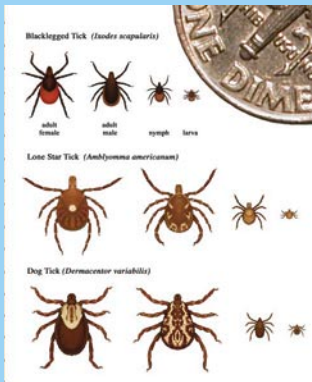 Blacklegged Tick (Ixodes scapularis)
ONE DIME
adult female
adult male
nymph
larva
Lone Star Tick (Amblyomma americanum)
Dog Tick (Dermacentor variabilis)